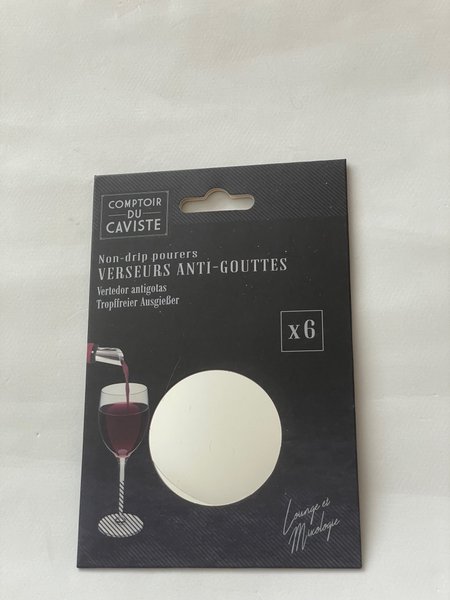 COMPTOIR
DU
CAVISTE
Non-drip pourers
VERSEURS ANTI-GOUTTES
Vertedor antigotas
Tropffreier Ausgießer
x6
Lounge et
Mixologie